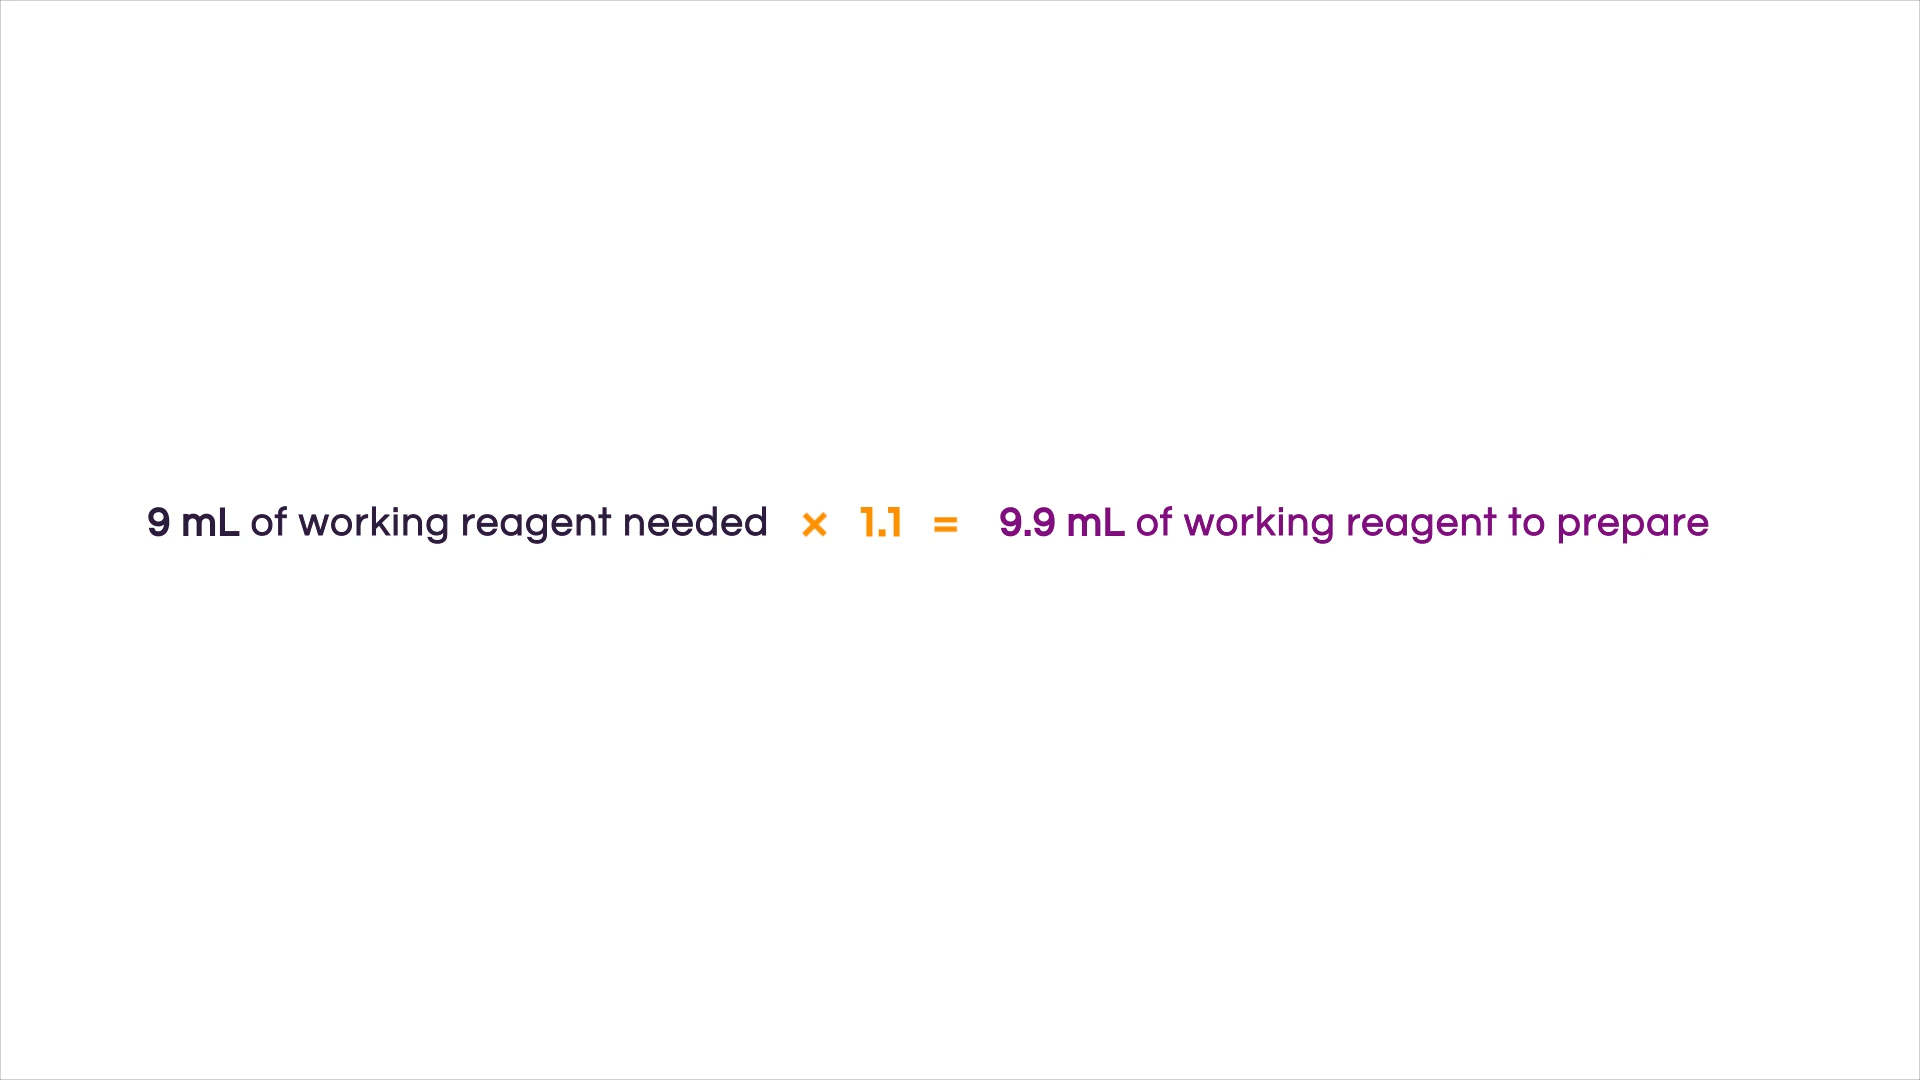 9 mL of working reagent needed × 1.1 = 9.9 mL of working reagent to prepare